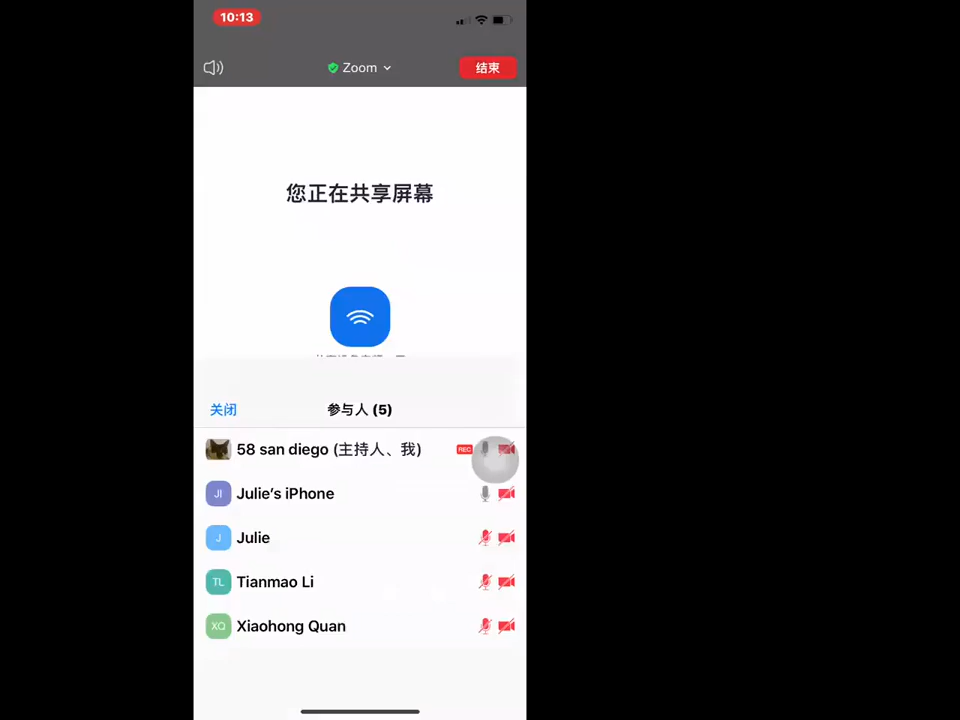 10:13
Zoom
结束
您正在共享屏幕
关闭
参与人 (5)
58 san diego (主持人、我)
REC
JI
Julie’s iPhone
J
Julie
TL
Tianmao Li
XQ
Xiaohong Quan